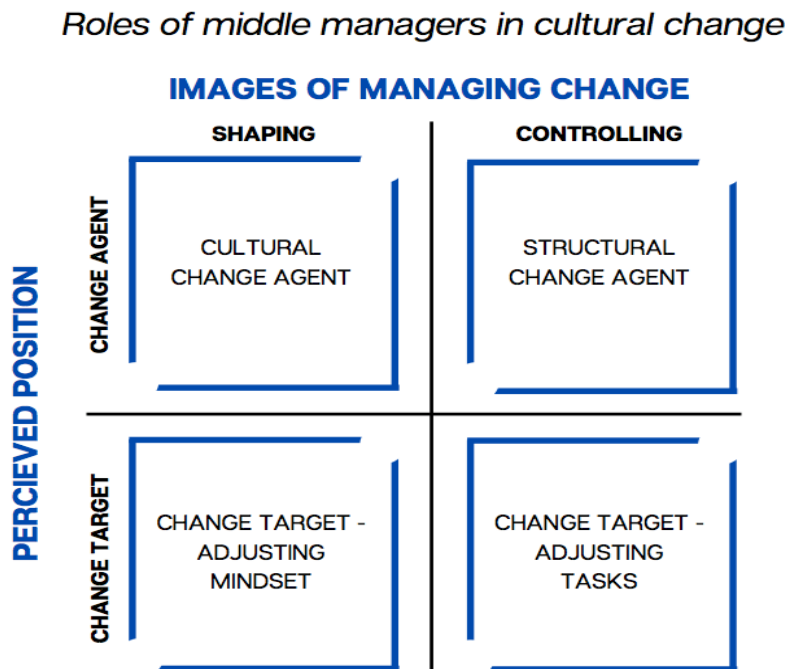 Roles of middle managers in cultural change
IMAGES OF MANAGING CHANGE
SHAPING
CONTROLLING
PERCIEVED POSITION
CHANGE AGENT
CULTURAL
CHANGE AGENT
STRUCTURAL
CHANGE AGENT
CHANGE TARGET
CHANGE TARGET -
ADJUSTING
MINDSET
CHANGE TARGET -
ADJUSTING
TASKS